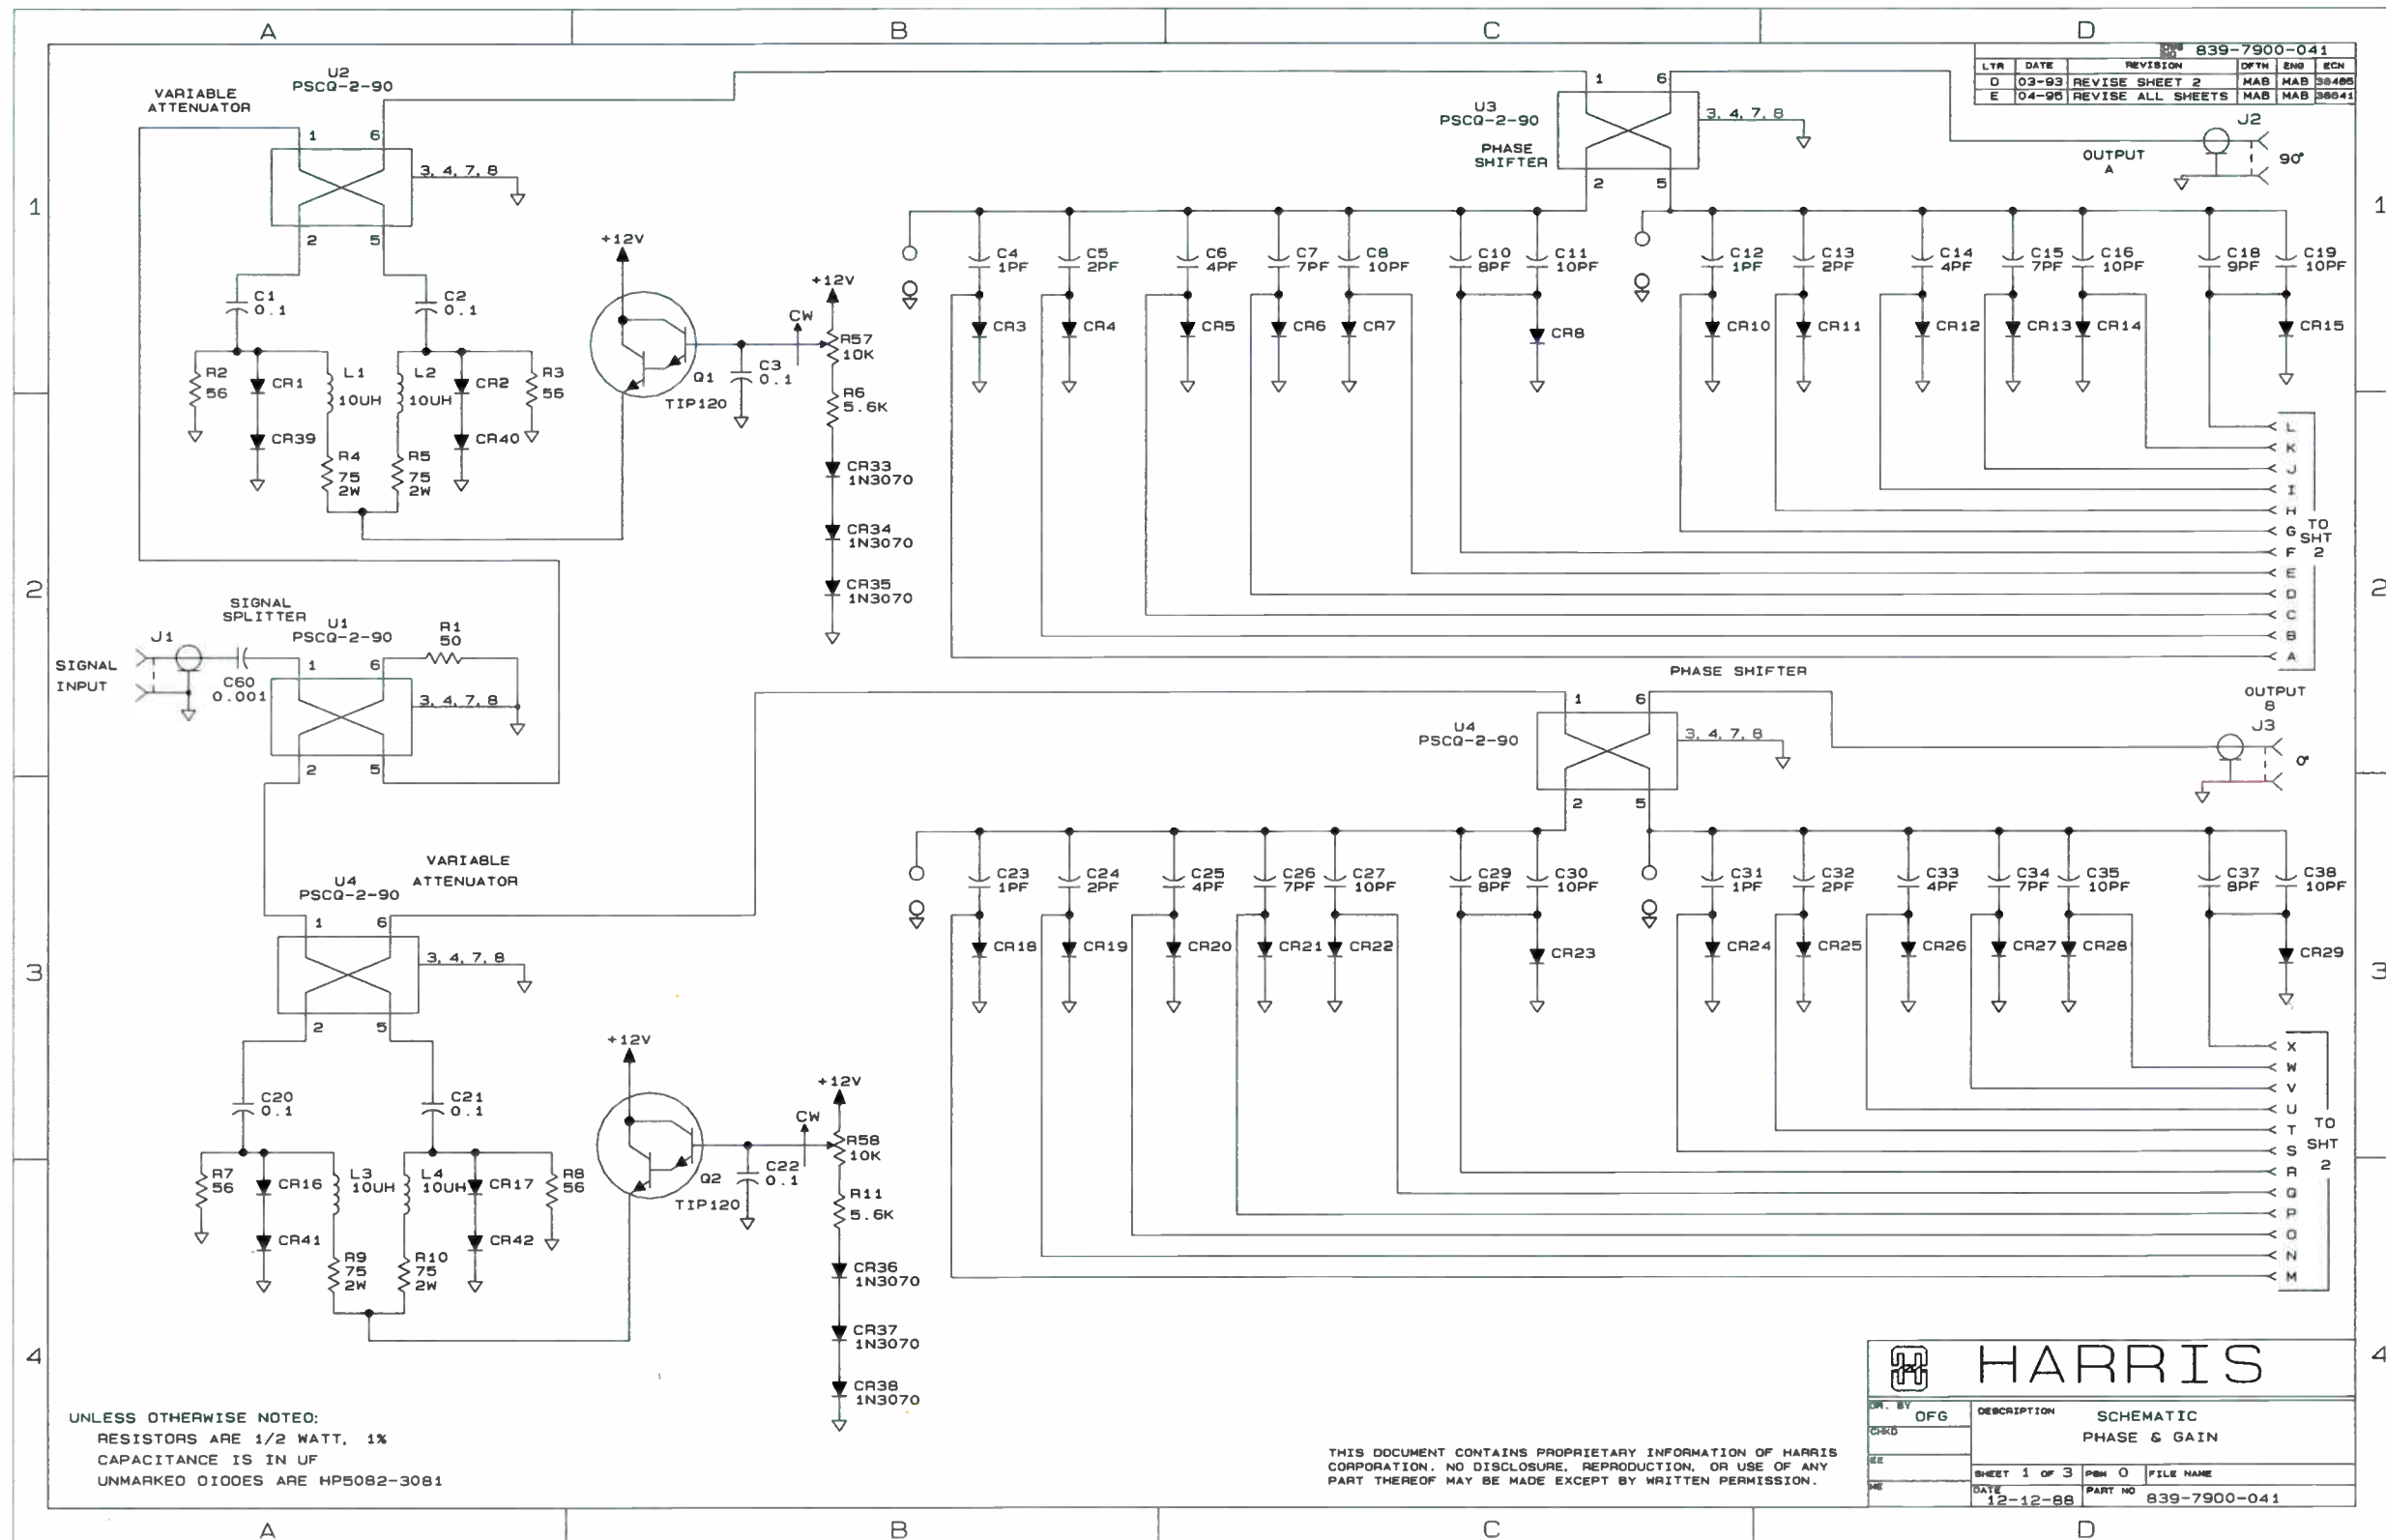 A B C D
DWG NO 839-7900-041
LTR DATE REVISION DFTM ENG ECN
D 03-93 REVISE SHEET 2 MAB MAB
E 04-95 REVISE ALL SHEETS MAB MAB
1
2
3
4
1
2
3
4
VARIABLE
ATTENUATOR
U2
PSCQ-2-90
1 6
3, 4, 7, 8
2 5
C1
0.1
C2
0.1
R2
56
CR1
CR39
L1
10UH
L2
10UH
CR2
CR40
R3
56
R4
75
2W
R5
75
2W
+12V
Q1
TIP120
C3
0.1
CW
+12V
R57
10K
R6
5.6K
CR33
1N3070
CR34
1N3070
CR35
1N3070
U3
PSCQ-2-90
PHASE
SHIFTER
1 6
3, 4, 7, 8
2 5
OUTPUT
A
J2
90°
C4
1PF
C5
2PF
C6
4PF
C7
7PF
C8
10PF
C10
8PF
C11
10PF
C12
1PF
C13
2PF
C14
4PF
C15
7PF
C16
10PF
C18
9PF
C19
10PF
CR3
CR4
CR5
CR6
CR7
CR8
CR10
CR11
CR12
CR13
CR14
CR15
L
K
J
I
H
G
F
E
D
C
B
A
TO
SHT
2
SIGNAL
SPLITTER
U1
PSCQ-2-90
R1
50
J1
SIGNAL
INPUT
C60
0.001
1 6
3, 4, 7, 8
2 5
PHASE SHIFTER
U4
PSCQ-2-90
1 6
3, 4, 7, 8
2 5
OUTPUT
B
J3
0°
VARIABLE
ATTENUATOR
U4
PSCQ-2-90
1 6
3, 4, 7, 8
2 5
C23
1PF
C24
2PF
C25
4PF
C26
7PF
C27
10PF
C29
8PF
C30
10PF
C31
1PF
C32
2PF
C33
4PF
C34
7PF
C35
10PF
C37
8PF
C38
10PF
CR18
CR19
CR20
CR21
CR22
CR23
CR24
CR25
CR26
CR27
CR28
CR29
X
W
V
U
T
S
R
Q
P
O
N
M
TO
SHT
2
C20
0.1
C21
0.1
R7
56
CR16
CR41
L3
10UH
L4
10UH
CR17
CR42
R8
56
R9
75
2W
R10
75
2W
+12V
Q2
TIP120
C22
0.1
CW
+12V
R58
10K
R11
5.6K
CR36
1N3070
CR37
1N3070
CR38
1N3070
UNLESS OTHERWISE NOTED:
RESISTORS ARE 1/2 WATT, 1%
CAPACITANCE IS IN UF
UNMARKED DIODES ARE HP5082-3081
THIS DOCUMENT CONTAINS PROPRIETARY INFORMATION OF HARRIS
CORPORATION. NO DISCLOSURE, REPRODUCTION, OR USE OF ANY
PART THEREOF MAY BE MADE EXCEPT BY WRITTEN PERMISSION.
HARRIS
DR. BY OFG
CHKD
EE
ME
DESCRIPTION SCHEMATIC
PHASE & GAIN
SHEET 1 OF 3 PGM O FILE NAME
DATE 12-12-88 PART NO 839-7900-041
A B C D